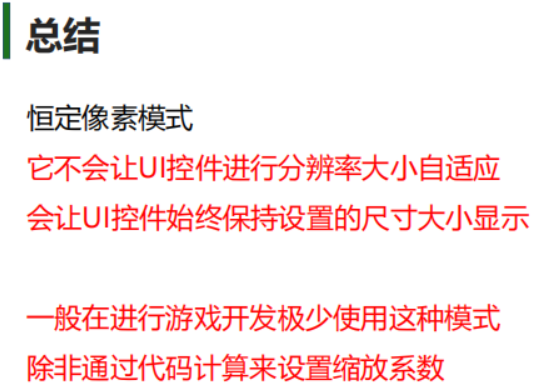 总结
恒定像素模式
它不会让UI控件进行分辨率大小自适应
会让UI控件始终保持设置的尺寸大小显示
一般在进行游戏开发极少使用这种模式
除非通过代码计算来设置缩放系数